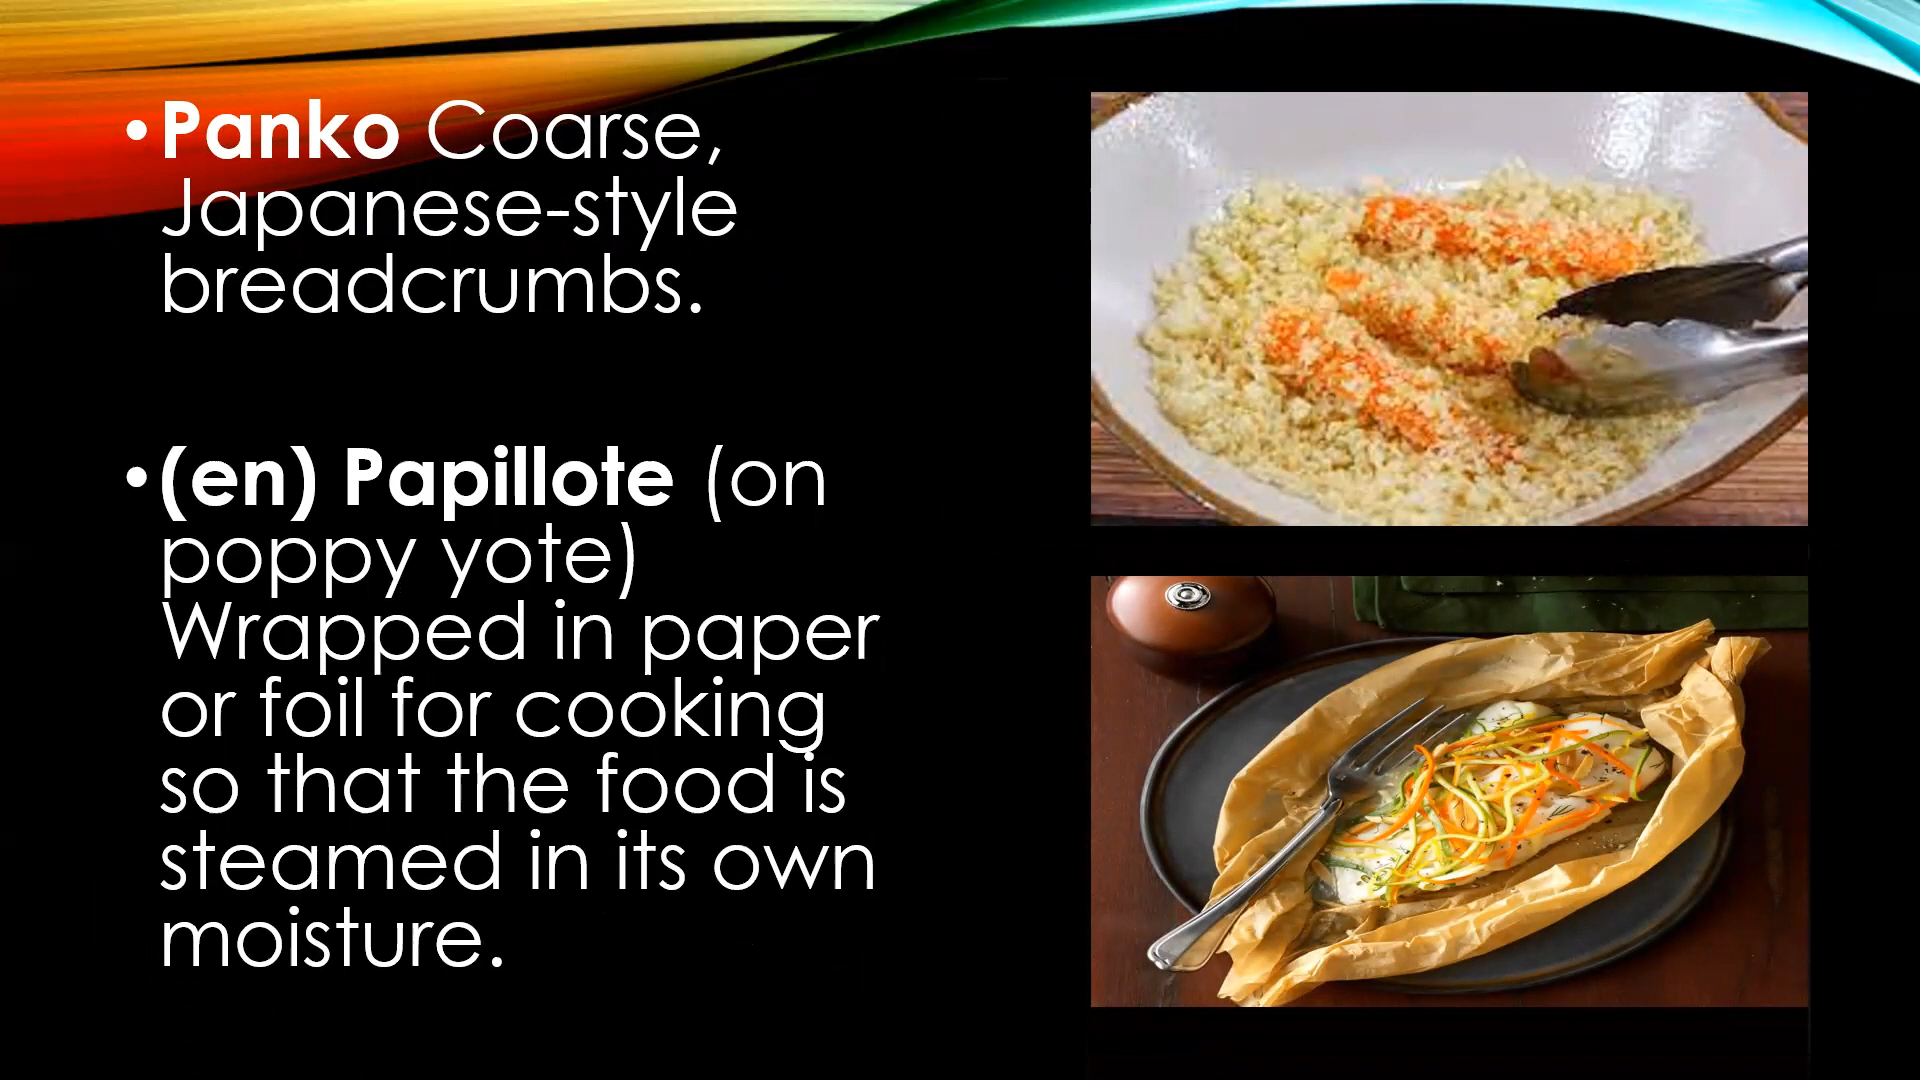 •Panko Coarse,
Japanese-style
breadcrumbs.
•(en) Papillote (on
poppy yote)
Wrapped in paper
or foil for cooking
so that the food is
steamed in its own
moisture.